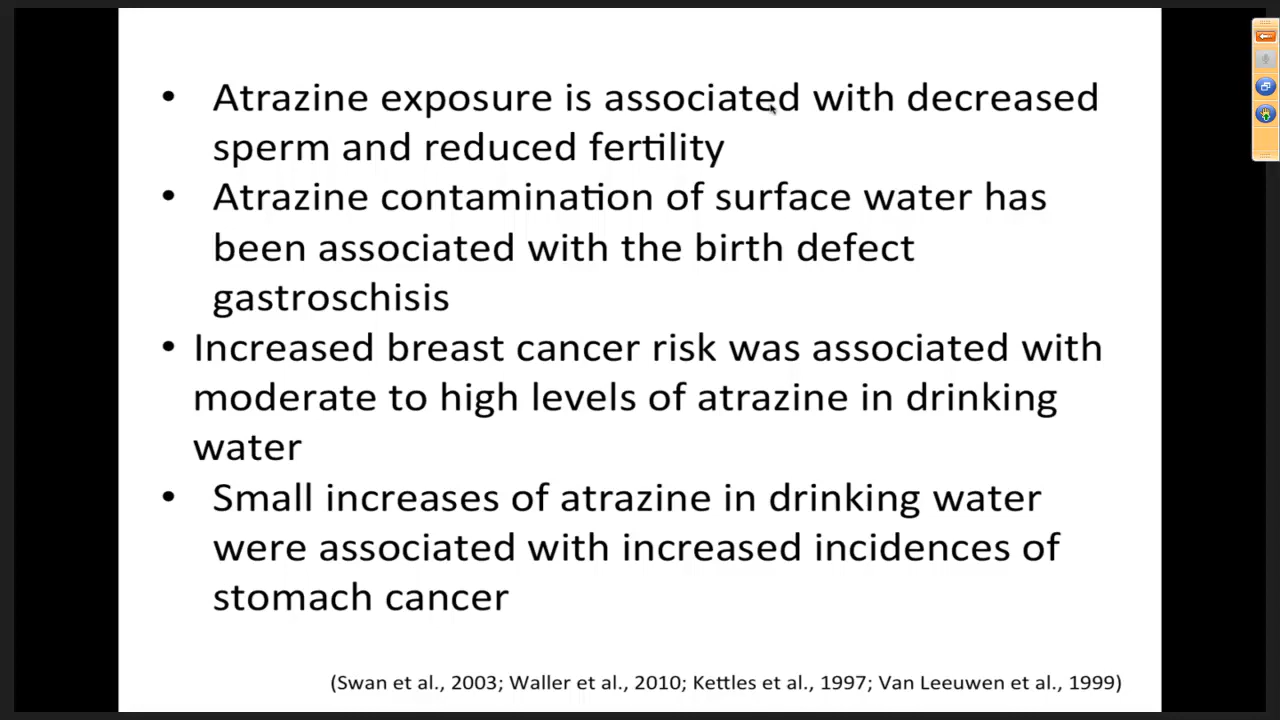 • Atrazine exposure is associated with decreased
sperm and reduced fertility
• Atrazine contamination of surface water has
been associated with the birth defect
gastroschisis
• Increased breast cancer risk was associated with
moderate to high levels of atrazine in drinking
water
• Small increases of atrazine in drinking water
were associated with increased incidences of
stomach cancer
(Swan et al., 2003; Waller et al., 2010; Kettles et al., 1997; Van Leeuwen et al., 1999)